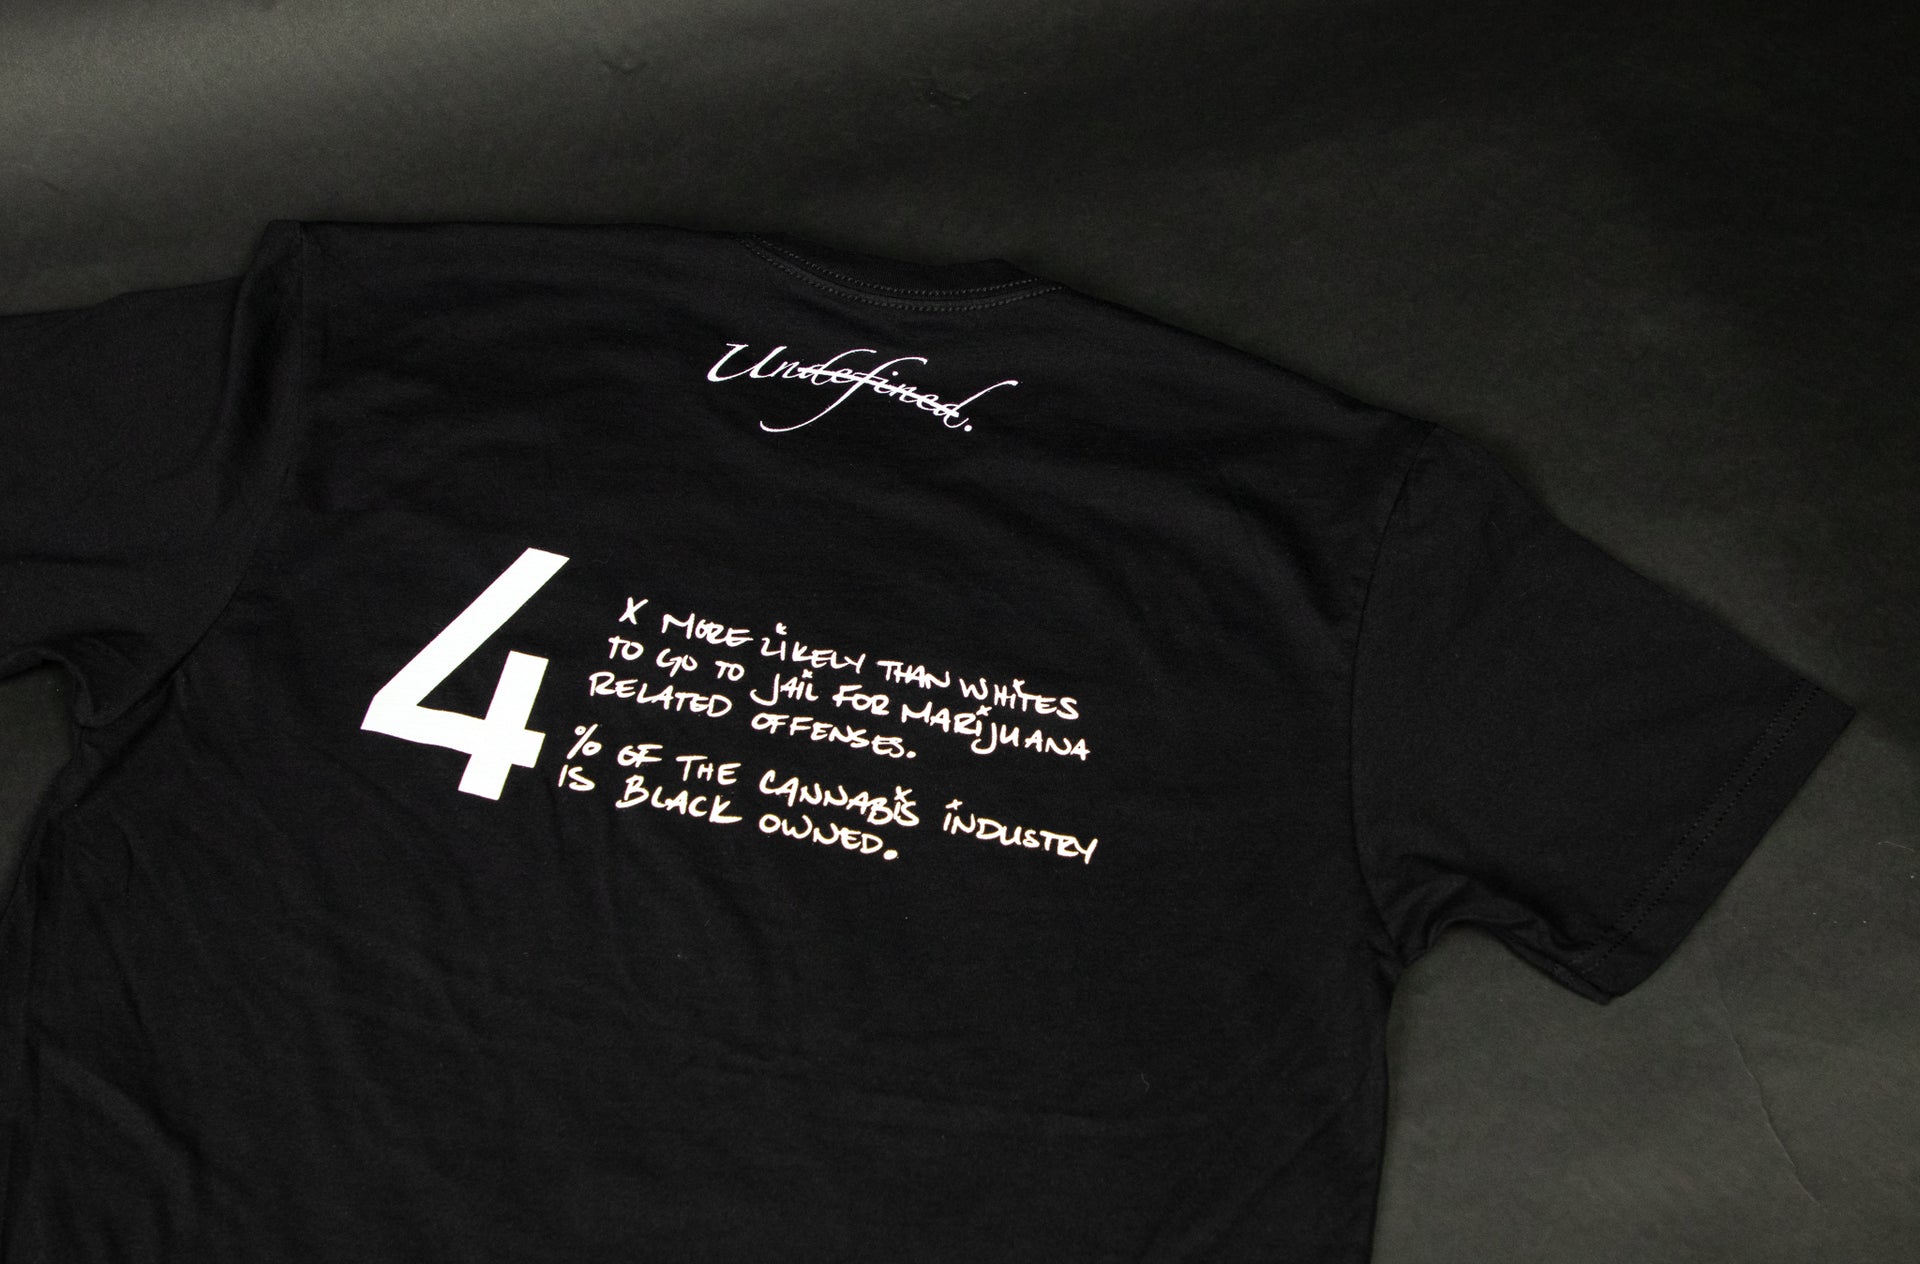 Undefined.
4
X MORE LiKELY THAN WHiTES
TO GO TO JAiL FOR MARiJUANA
RELATED OFFENSES.
% OF THE CANNABiS iNDUSTRY
IS BLACK OWNED.